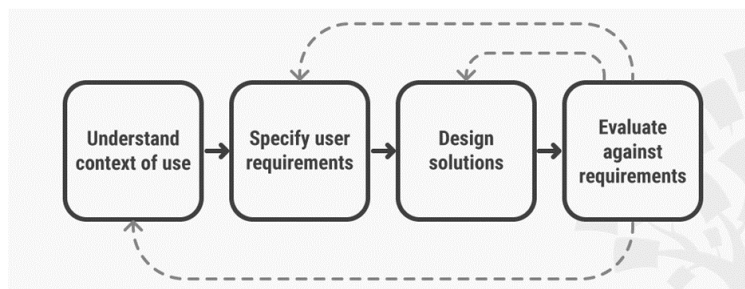 Understand
context of use
Specify user
requirements
Design
solutions
Evaluate
against
requirements